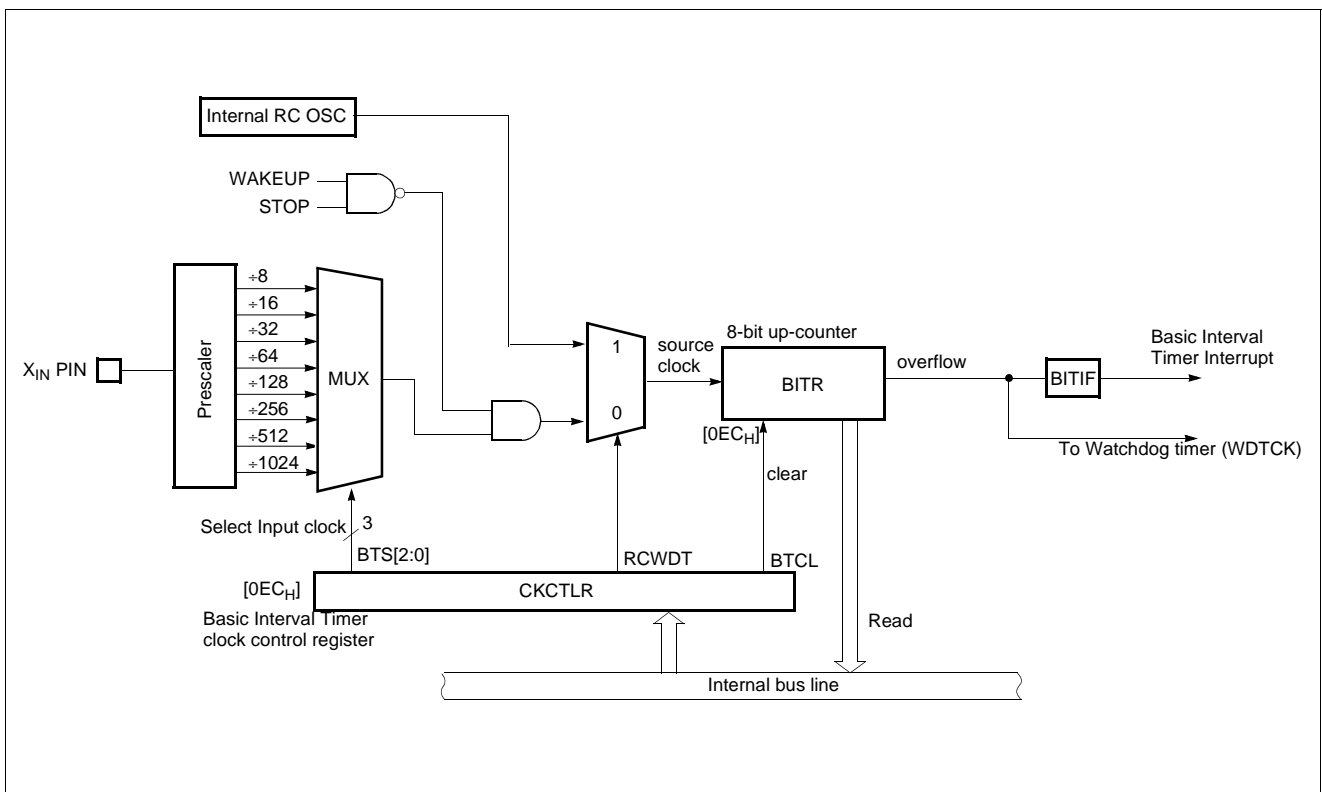 Internal RC OSC
WAKEUP
STOP
÷8
÷16
÷32
÷64
÷128
÷256
÷512
÷1024
XIN PIN
Prescaler
MUX
1
0
source
clock
8-bit up-counter
BITR
[0ECH]
overflow
BITIF
Basic Interval
Timer Interrupt
To Watchdog timer (WDTCK)
clear
Select Input clock
3
BTS[2:0]
RCWDT
BTCL
[0ECH]
CKCTLR
Basic Interval Timer
clock control register
Read
Internal bus line